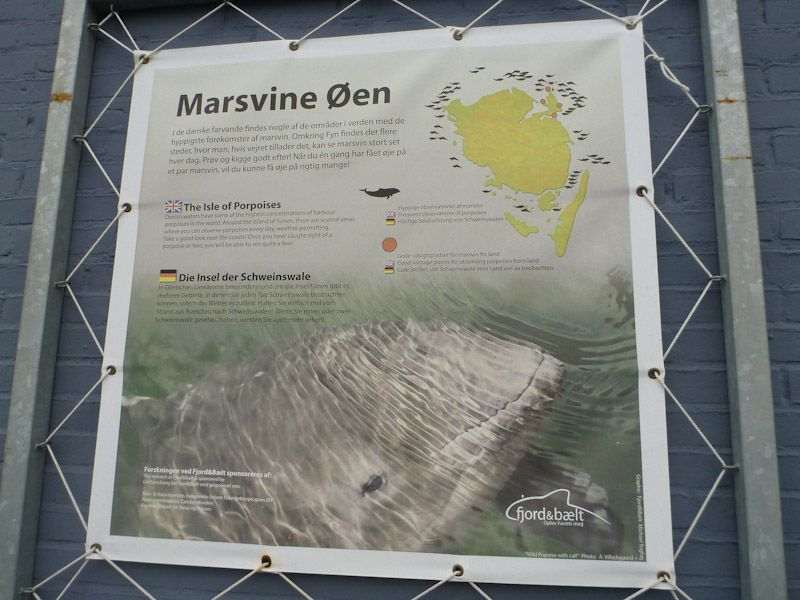 Marsvine Øen
I de danske farvande findes nogle af de områder i verden med de
hyppigste forekomster af marsvin. Omkring Fyn findes der flere
steder, hvor man, hvis vejret tillader det, kan se marsvin stort set
hver dag. Prøv og kigge godt efter! Når du én gang har fået øje på
et par marsvin, vil du kunne få øje på rigtig mange!
The Isle of Porpoises
Danish waters have some of the highest concentrations of harbour
porpoises in the world. Around the island of Funen, there are several areas
where you can observe porpoises every day, weather permitting.
Take a good look near the coast! Once you have caught sight of a
porpoise or two, you will be able to see quite a few!
Hyppige observationer af marsvin
Frequent observations of porpoises
Häufige Beobachtung von Schweinswalen
Gode udsigtspladser for marsvin fra land
Good vantage points for observing porpoises from land
Gute Stellen, um Schweinswale vom Land aus zu beobachten
Die Insel der Schweinswale
In Dänischen Gewässern besonders rund um die Insel Fünen gibt es
mehrere Gebiete, in denen Sie jeden Tag Schweinswale beobachten
können, sofern das Wetter es zulässt. Halten Sie einfach mal vom
Strand aus Ausschau nach Schweinswalen! Wenn Sie einen oder zwei
Schweinswale gesehen haben, werden Sie auch mehr sehen!
Forskningen ved Fjord&Bælt sponsoreres af:
The research at Fjord&Bælt is sponsored by
Die Forschung bei Fjord&Bælt wird gesponsert von
fjord&bælt
Oplev havets mag
"Wild Popoise with calf" Photo: A. Villadsgaard
Graphic: Fjord&Bælt Michael